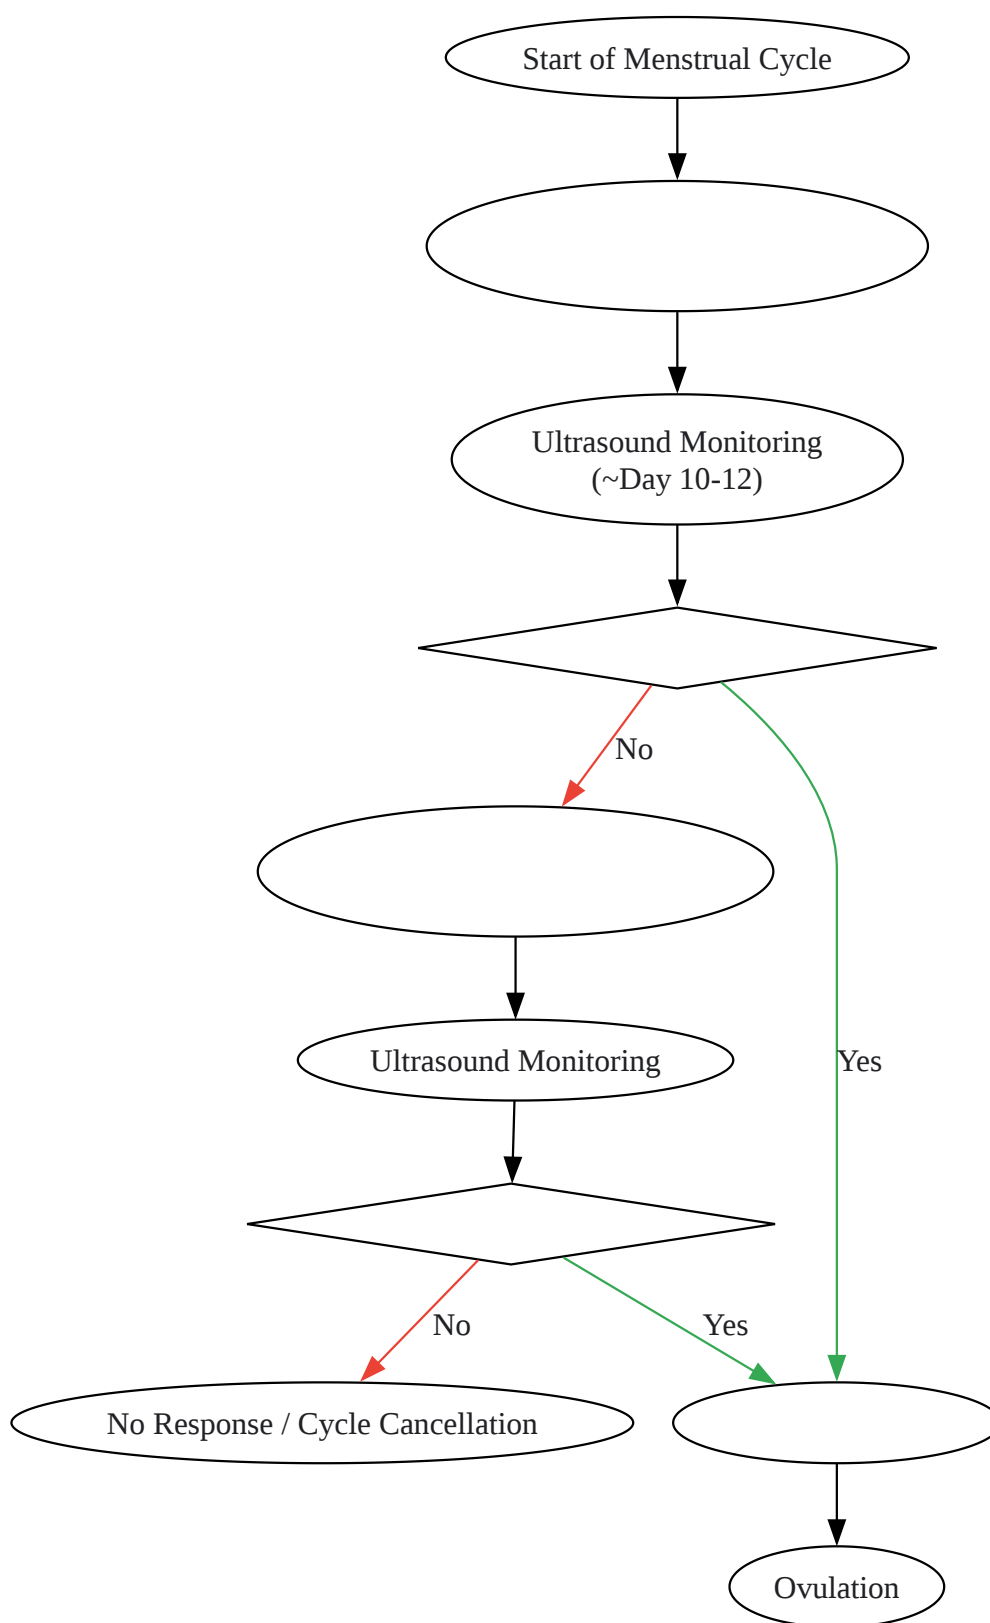 Start of Menstrual Cycle
Ultrasound Monitoring
(~Day 10-12)
No
Yes
Ultrasound Monitoring
No
Yes
No Response / Cycle Cancellation
Ovulation